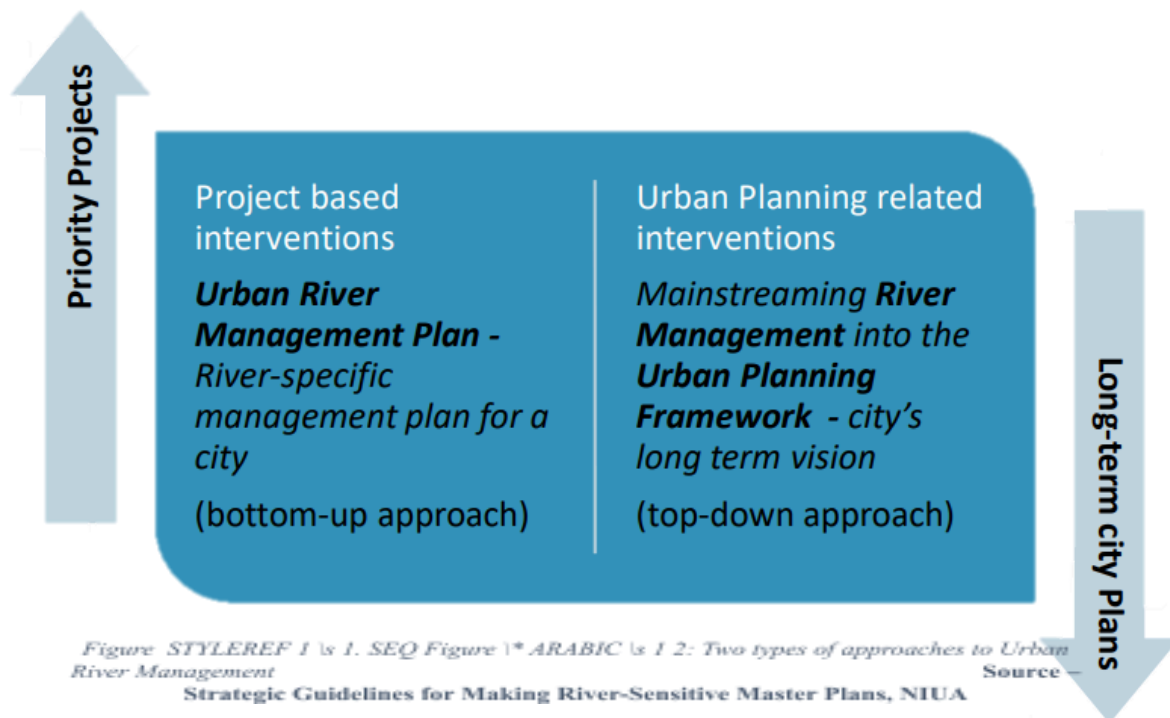 Priority Projects
Project based
interventions
Urban River
Management Plan -
River-specific
management plan for a
city
(bottom-up approach)
Urban Planning related
interventions
Mainstreaming River
Management into the
Urban Planning
Framework - city's
long term vision
(top-down approach)
Long-term city Plans
Figure STYLEREF 1 \s 1. SEQ Figure \* ARABIC \s 1 2: Two types of approaches to Urban
River Management Source –
Strategic Guidelines for Making River-Sensitive Master Plans, NIUA